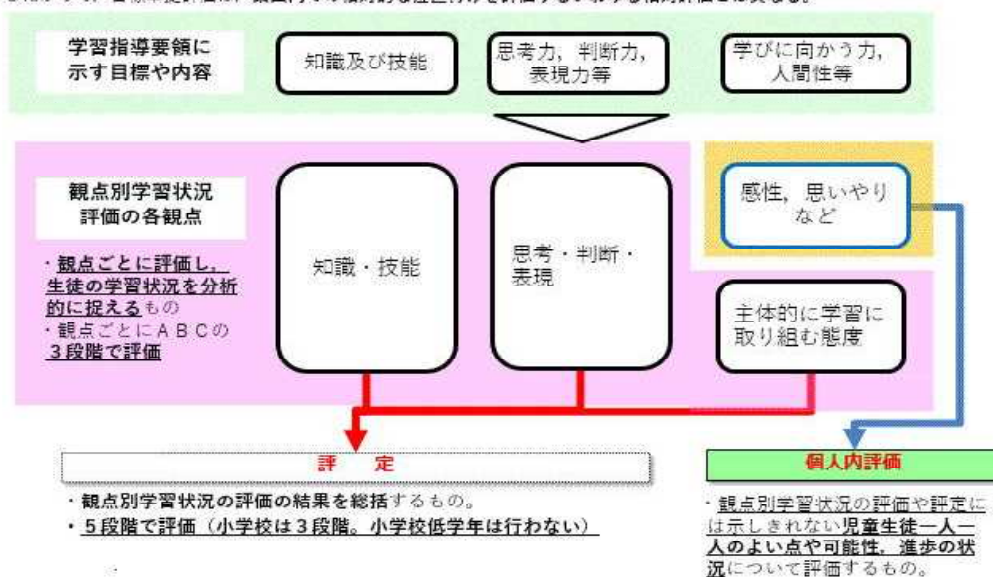 学習指導要領に
示す目標や内容
知識及び技能
思考力，判断力，
表現力等
学びに向かう力，
人間性等
観点別学習状況
評価の各観点
・観点ごとに評価し，
生徒の学習状況を分析
的に捉えるもの
・観点ごとにＡＢＣの
３段階で評価
知識・技能
思考・判断・
表現
感性，思いやり
など
主体的に学習に
取り組む態度
評 定
・観点別学習状況の評価の結果を総括するもの。
・５段階で評価（小学校は３段階。小学校低学年は行わない）
個人内評価
・観点別学習状況の評価や評定に
は示しきれない児童生徒一人一
人のよい点や可能性，進歩の状
況について評価するもの。